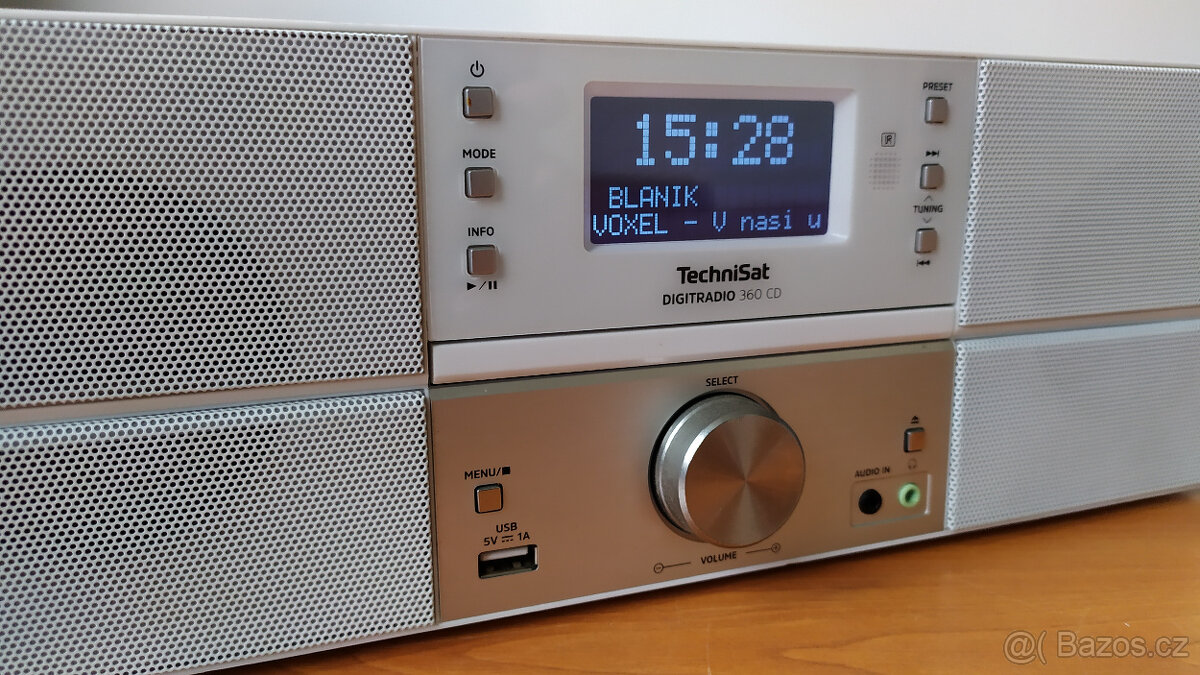 MODE
INFO
15:28
BLANIK
VOXEL - V nasi u
TechniSat
DIGITRADIO 360 CD
PRESET
IR
TUNING
SELECT
MENU/■
USB
5V ⎓ 1A
VOLUME
AUDIO IN
@( Bazos.cz